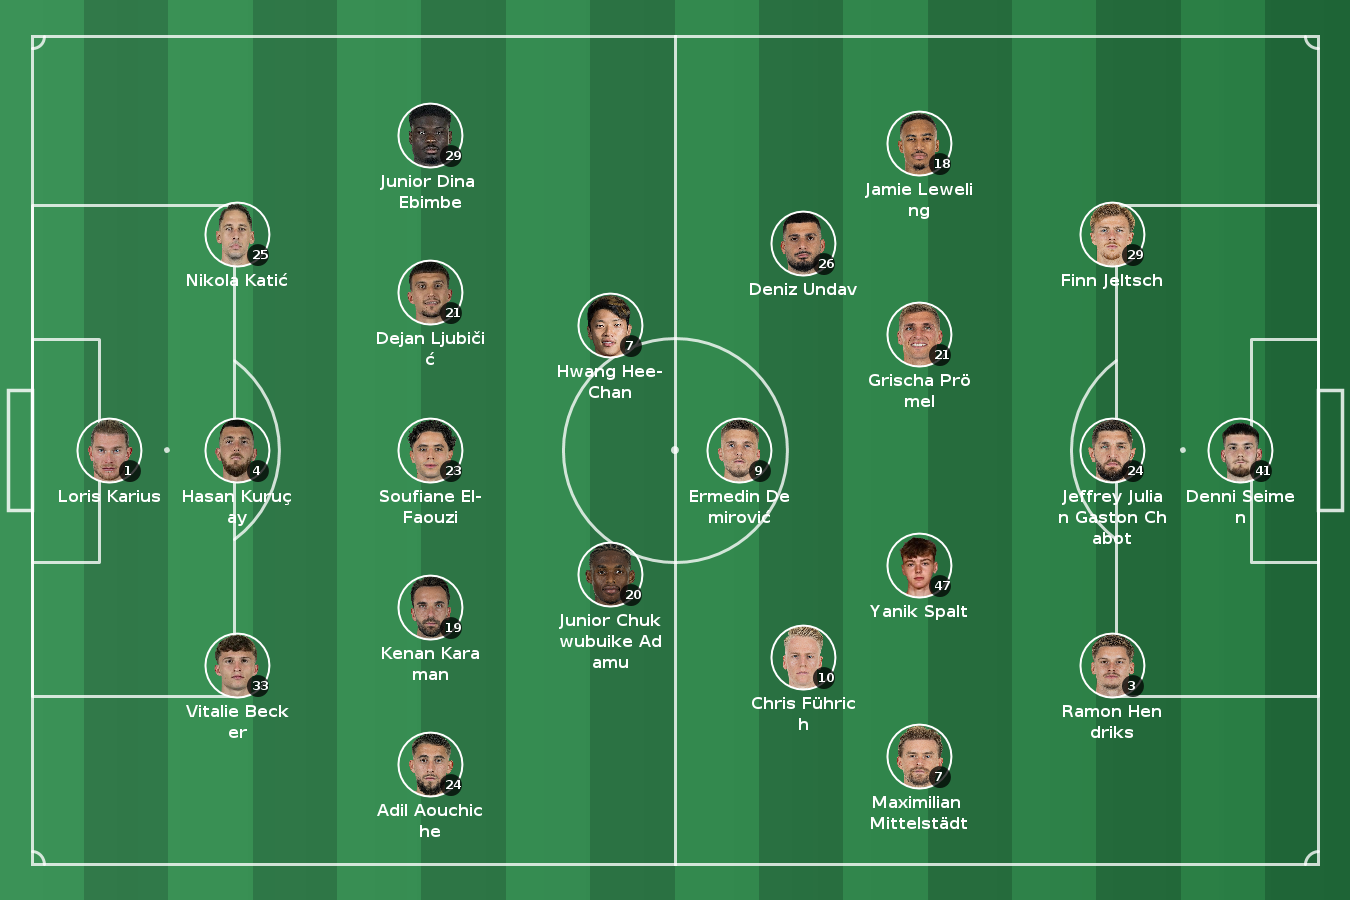 29
Junior Dina
Ebimbe
25
Nikola Katić
21
Dejan Ljubiči
ć
1
Loris Karius
4
Hasan Kuruç
ay
23
Soufiane El-
Faouzi
33
Vitalie Beck
er
19
Kenan Kara
man
24
Adil Aouchic
he
7
Hwang Hee-
Chan
20
Junior Chuk
wubuike Ad
amu
18
Jamie Leweli
ng
26
Deniz Undav
21
Grischa Prö
mel
9
Ermedin De
mirović
47
Yanik Spalt
10
Chris Führic
h
7
Maximilian
Mittelstädt
29
Finn Jeltsch
24
Jeffrey Julia
n Gaston Ch
abot
41
Denni Seime
n
3
Ramon Hen
driks